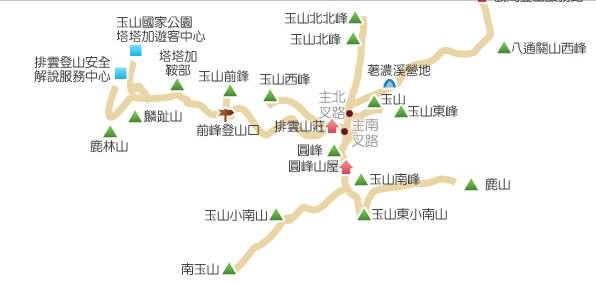 玉山國家公園
塔塔加遊客中心
排雲登山安全
解說服務中心
塔塔加
鞍部
玉山前鋒
玉山西峰
玉山北北峰
玉山北峰
八通關山西峰
荖濃溪營地
主北
叉路
玉山
玉山東峰
麟趾山
鹿林山
前峰登山口
排雲山莊
主南
叉路
圓峰
圓峰山屋
玉山南峰
鹿山
玉山小南山
玉山東小南山
南玉山